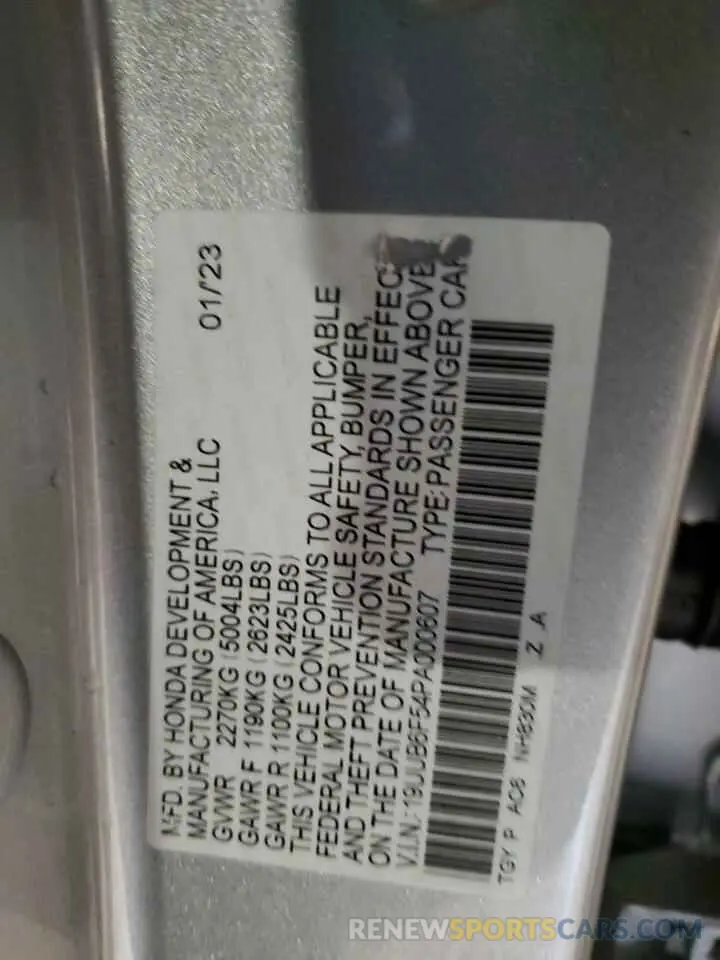 MFD. BY HONDA DEVELOPMENT &
MANUFACTURING OF AMERICA, LLC 01/'23
GVWR 2270KG (5004LBS)
GAWR F 1190KG (2623LBS)
GAWR R 1100KG (2425LBS)
THIS VEHICLE CONFORMS TO ALL APPLICABLE
FEDERAL MOTOR VEHICLE SAFETY, BUMPER,
AND THEFT PREVENTION STANDARDS IN EFFEC
ON THE DATE OF MANUFACTURE SHOWN ABOVE
V.I.N.: 19UUB6F54PA000607 TYPE:PASSENGER CAR
TGY P AC8 NH830M Z A
RENEWSPORTSCARS.COM